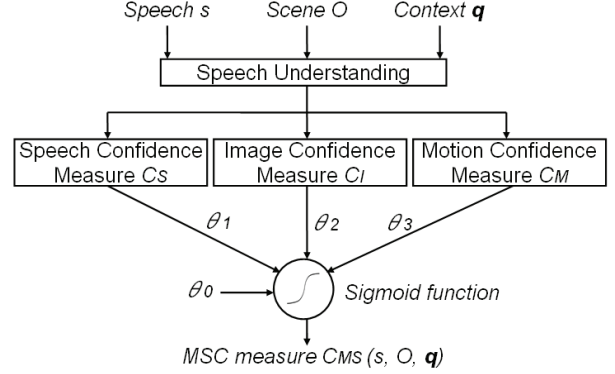 Speech s Scene O Context q
Speech Understanding
Speech Confidence Measure CS
Image Confidence Measure CI
Motion Confidence Measure CM
θ1 θ2 θ3
θ0 Sigmoid function
MSC measure CMS (s, O, q)